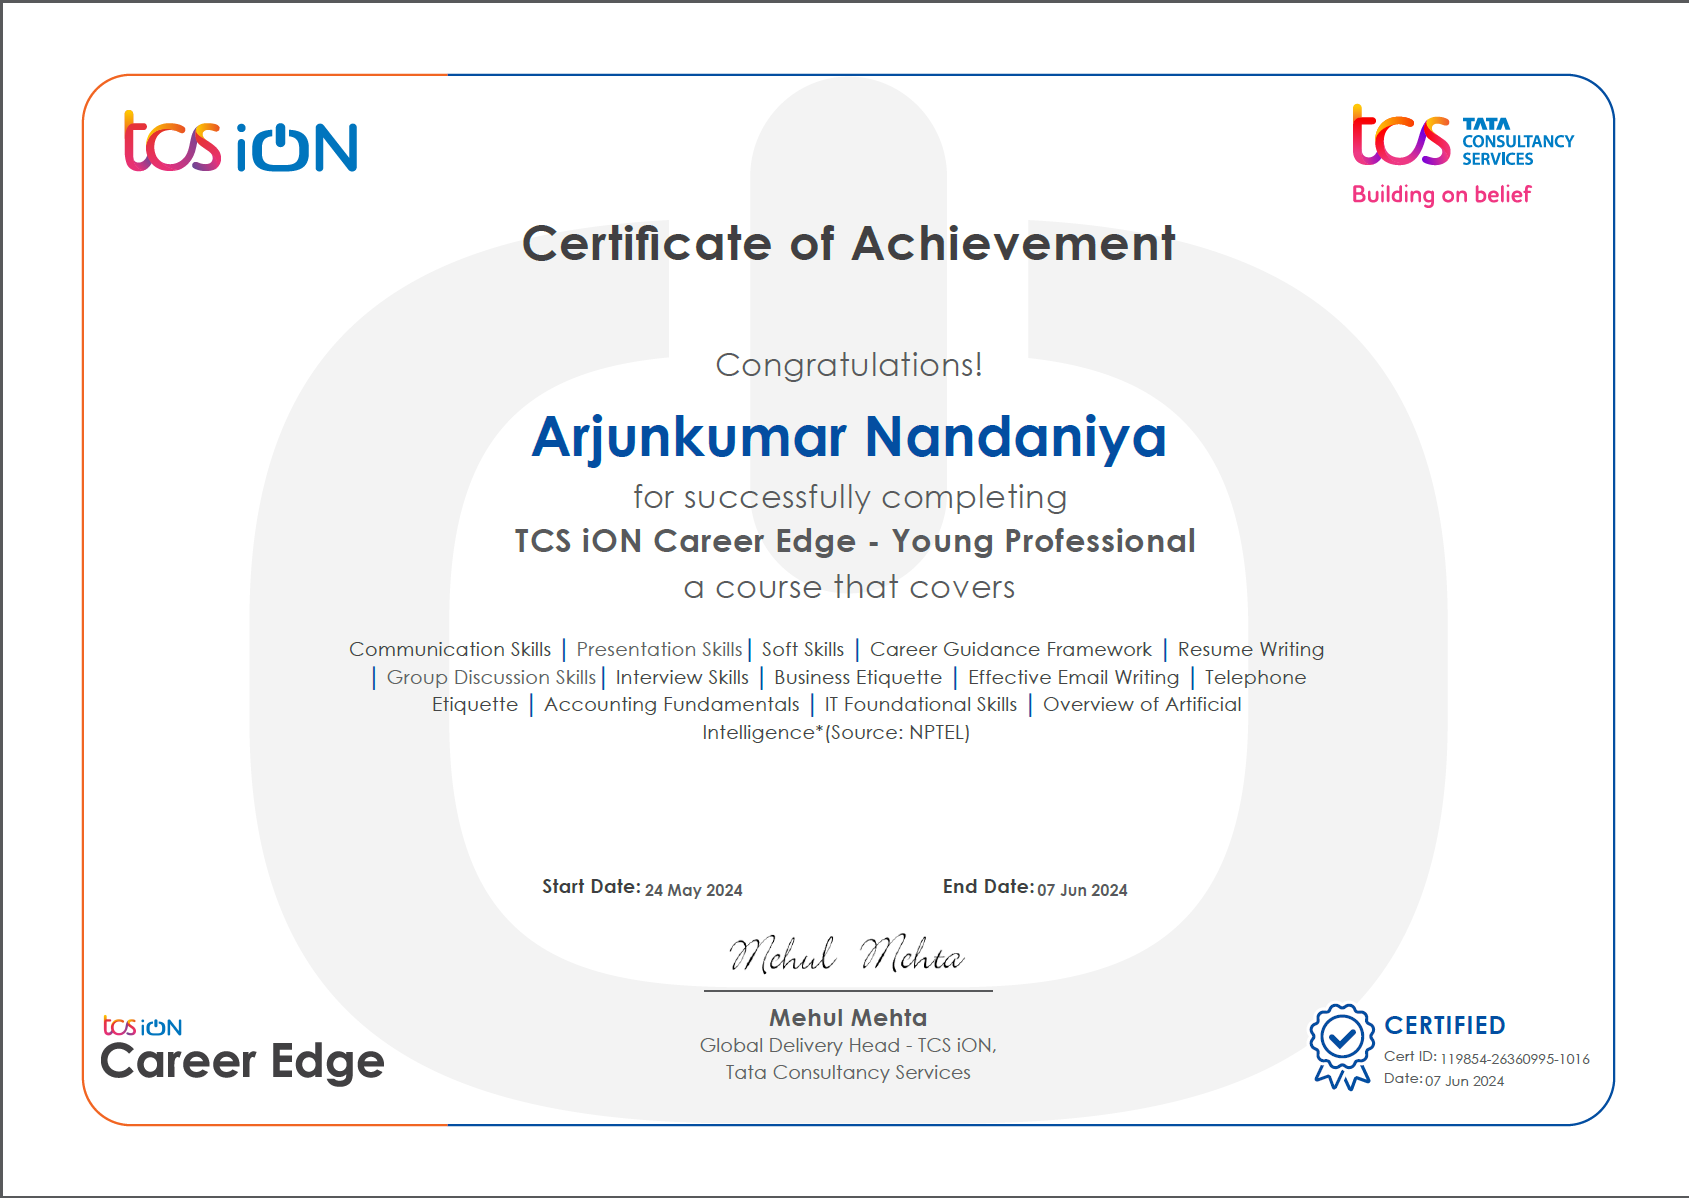 tcs iON
tcs TATA
CONSULTANCY
SERVICES
Building on belief
Certificate of Achievement
Congratulations!
Arjunkumar Nandaniya
for successfully completing
TCS iON Career Edge - Young Professional
a course that covers
Communication Skills | Presentation Skills | Soft Skills | Career Guidance Framework | Resume Writing
| Group Discussion Skills | Interview Skills | Business Etiquette | Effective Email Writing | Telephone
Etiquette | Accounting Fundamentals | IT Foundational Skills | Overview of Artificial
Intelligence*(Source: NPTEL)
Start Date: 24 May 2024 End Date: 07 Jun 2024
Mehul Mehta
Mehul Mehta
Global Delivery Head - TCS iON,
Tata Consultancy Services
tcs iON
Career Edge
CERTIFIED
Cert ID: 119854-26360995-1016
Date: 07 Jun 2024